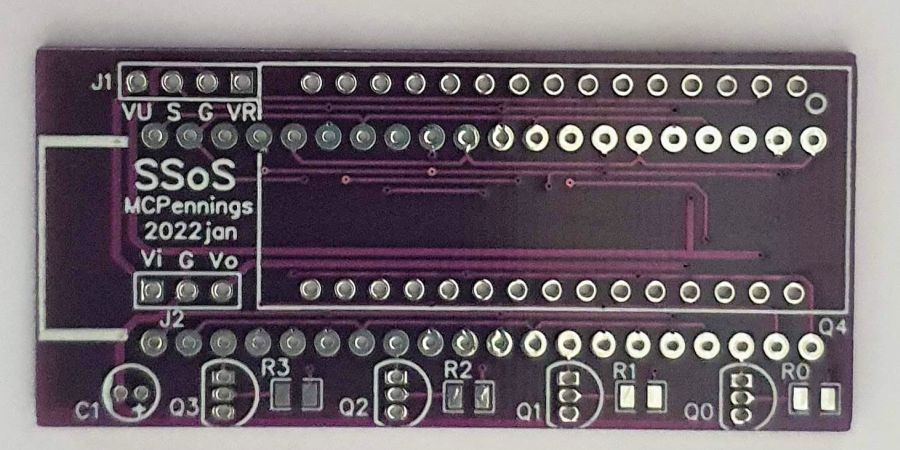 J1
VU S G VR
SSoS
MCPennings
2022jan
Vi G Vo
J2
Q4
R3 R2 R1 R0
C1 + Q3 Q2 Q1 Q0